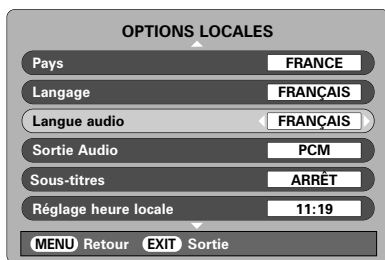 OPTIONS LOCALES
Pays FRANCE
Langage FRANÇAIS
Langue audio FRANÇAIS
Sortie Audio PCM
Sous-titres ARRÊT
Réglage heure locale 11:19
MENU Retour EXIT Sortie